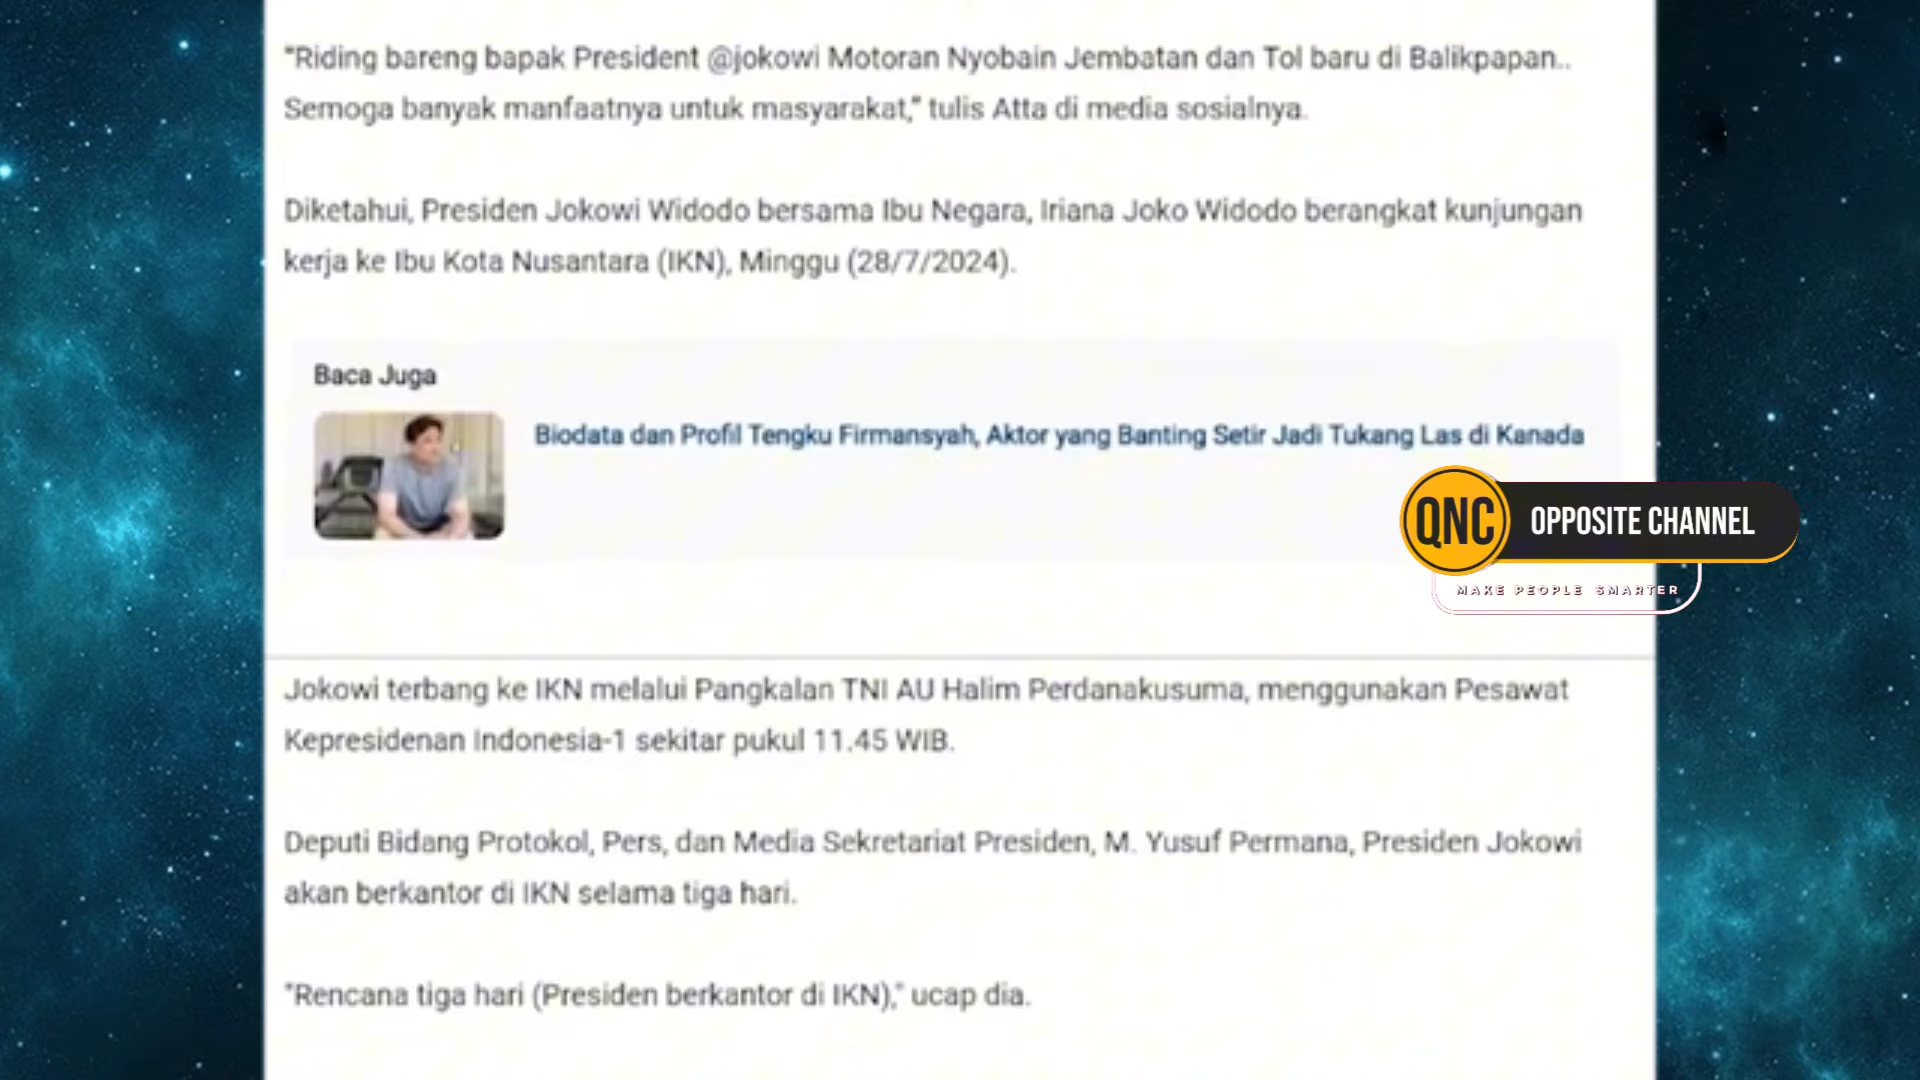 "Riding bareng bapak President @jokowi Motoran Nyobain Jembatan dan Tol baru di Balikpapan..
Semoga banyak manfaatnya untuk masyarakat," tulis Atta di media sosialnya.
Diketahui, Presiden Jokowi Widodo bersama Ibu Negara, Iriana Joko Widodo berangkat kunjungan
kerja ke Ibu Kota Nusantara (IKN), Minggu (28/7/2024).
Baca Juga
Biodata dan Profil Tengku Firmansyah, Aktor yang Banting Setir Jadi Tukang Las di Kanada
QNC OPPOSITE CHANNEL
MAKE PEOPLE SMARTER
Jokowi terbang ke IKN melalui Pangkalan TNI AU Halim Perdanakusuma, menggunakan Pesawat
Kepresidenan Indonesia-1 sekitar pukul 11.45 WIB.
Deputi Bidang Protokol, Pers, dan Media Sekretariat Presiden, M. Yusuf Permana, Presiden Jokowi
akan berkantor di IKN selama tiga hari.
"Rencana tiga hari (Presiden berkantor di IKN)," ucap dia.